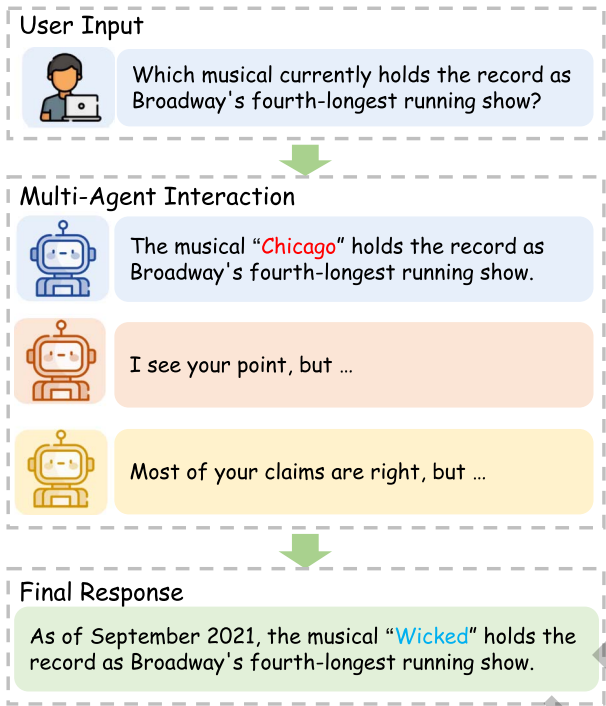 User Input
Which musical currently holds the record as
Broadway's fourth-longest running show?
Multi-Agent Interaction
The musical “Chicago” holds the record as
Broadway's fourth-longest running show.
I see your point, but …
Most of your claims are right, but …
Final Response
As of September 2021, the musical “Wicked” holds the
record as Broadway's fourth-longest running show.